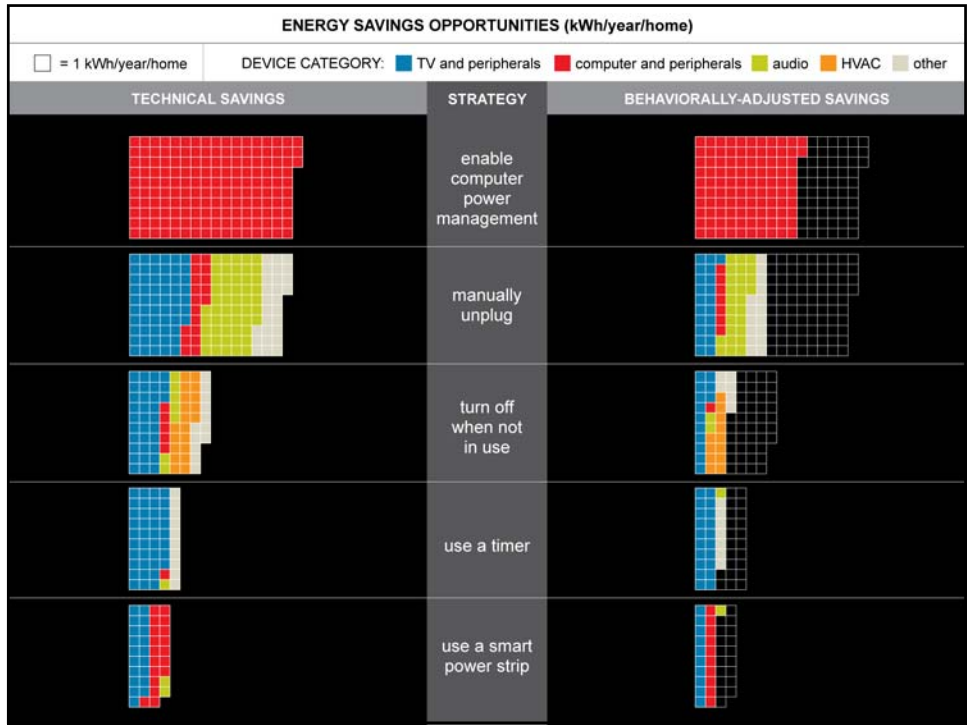 ENERGY SAVINGS OPPORTUNITIES (kWh/year/home)
= 1 kWh/year/home DEVICE CATEGORY: TV and peripherals computer and peripherals audio HVAC other
TECHNICAL SAVINGS STRATEGY BEHAVIORALLY-ADJUSTED SAVINGS
enable
computer
power
management
manually
unplug
turn off
when not
in use
use a timer
use a smart
power strip